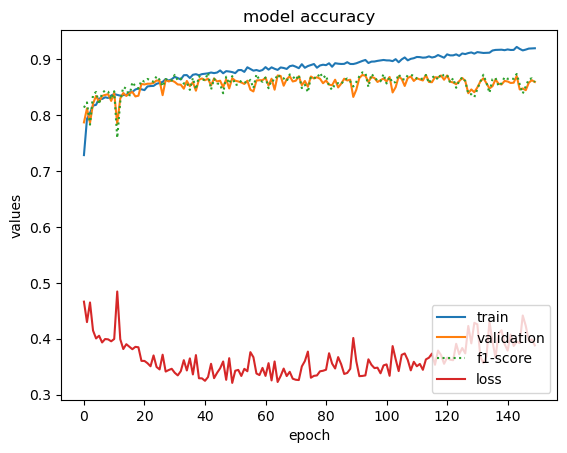 model accuracy
values
0.9
0.8
0.7
0.6
0.5
0.4
0.3
train
validation
f1-score
loss
0 20 40 60 80 100 120 140
epoch